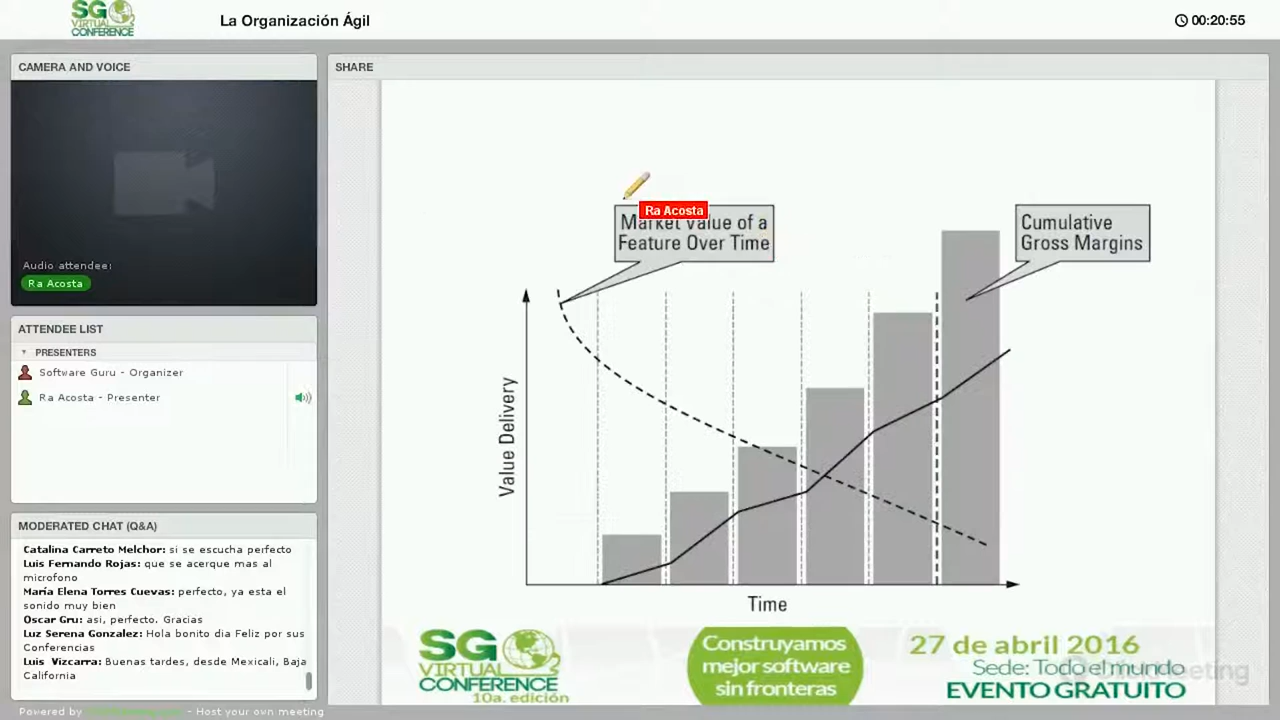 SG
VIRTUAL
CONFERENCE
La Organización Ágil
00:20:55
CAMERA AND VOICE
Audio attendee:
Ra Acosta
ATTENDEE LIST
PRESENTERS
Software Guru - Organizer
Ra Acosta - Presenter
MODERATED CHAT (Q&A)
Catalina Carreto Melchor: si se escucha perfecto
Luis Fernando Rojas: que se acerque mas al
microfono
María Elena Torres Cuevas: perfecto, ya esta el
sonido muy bien
Oscar Gru: asi, perfecto. Gracias
Luz Serena Gonzalez: Hola bonito dia Feliz por sus
Conferencias
Luis Vizcarra: Buenas tardes, desde Mexicali, Baja
California
Powered by
- Host your own meeting
SHARE
Ra Acosta
Market Value of a
Feature Over Time
Cumulative
Gross Margins
Value Delivery
Time
SG
VIRTUAL
CONFERENCE
10a. edición
Construyamos
mejor software
sin fronteras
27 de abril 2016
Sede: Todo el mundo
EVENTO GRATUITO